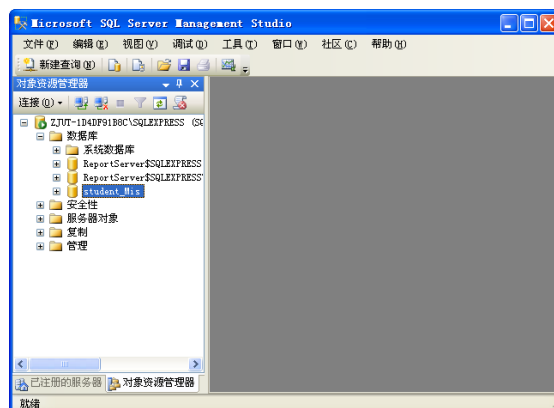 Microsoft SQL Server Management Studio
文件(F) 编辑(E) 视图(V) 调试(D) 工具(T) 窗口(W) 社区(C) 帮助(H)
新建查询(N)
对象资源管理器
连接(O)
ZJUT-1D4DF91B8C\SQLEXPRESS (SQ
数据库
系统数据库
ReportServer$SQLEXPRESS
ReportServer$SQLEXPRESS
student_Mis
安全性
服务器对象
复制
管理
已注册的服务器 对象资源管理器
就绪